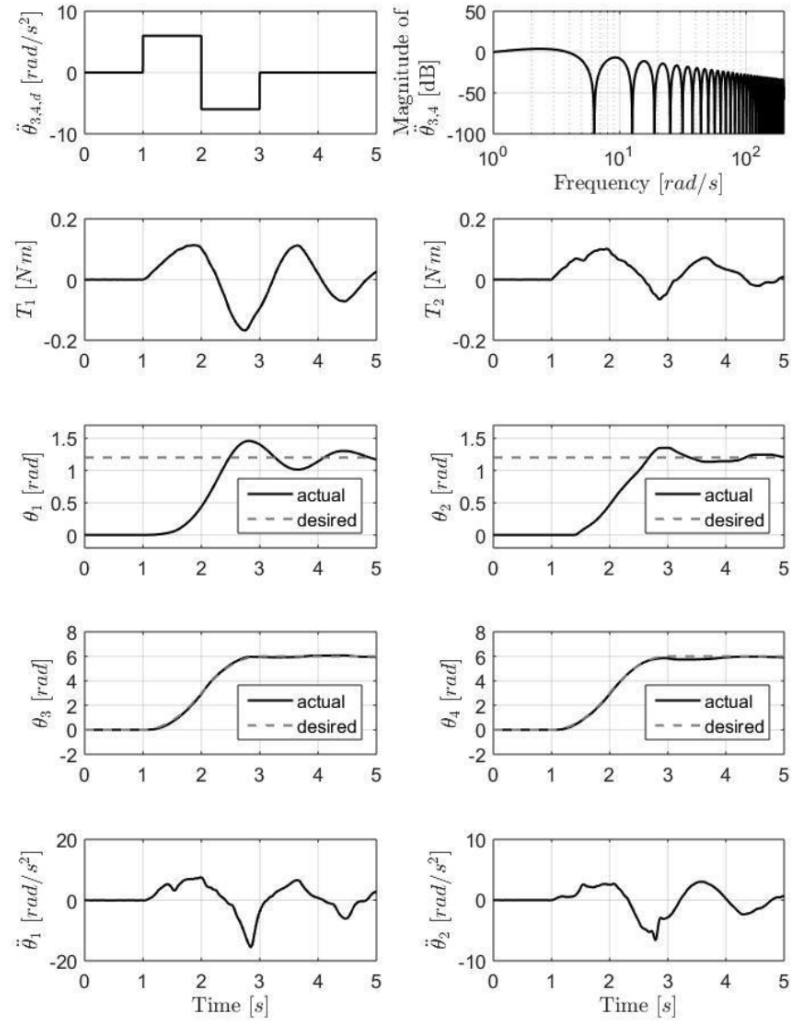 θ̈₃,₄,d [rad/s²]
10
0
-10
0 1 2 3 4 5
Magnitude of
θ̈₃,₄ [dB]
50
0
-50
-100
10⁰ 10¹ 10²
Frequency [rad/s]
T₁ [Nm]
0.2
0
-0.2
0 1 2 3 4 5
T₂ [Nm]
0.2
0
-0.2
0 1 2 3 4 5
θ₁ [rad]
1.5
1
0.5
0
actual
desired
0 1 2 3 4 5
θ₂ [rad]
1.5
1
0.5
0
actual
desired
0 1 2 3 4 5
θ₃ [rad]
8
6
4
2
0
-2
actual
desired
0 1 2 3 4 5
θ₄ [rad]
8
6
4
2
0
-2
actual
desired
0 1 2 3 4 5
θ̈₁ [rad/s²]
20
0
-20
0 1 2 3 4 5
Time [s]
θ̈₂ [rad/s²]
10
0
-10
0 1 2 3 4 5
Time [s]